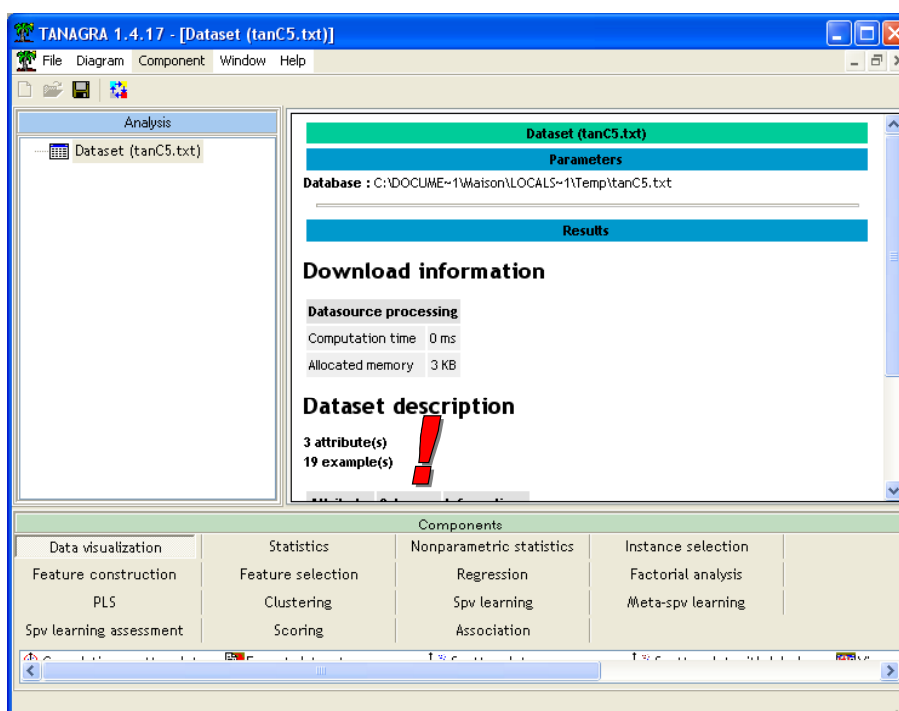 TANAGRA 1.4.17 - [Dataset (tanC5.txt)]
File Diagram Component Window Help
Analysis
Dataset (tanC5.txt)
Dataset (tanC5.txt)
Parameters
Database : C:\DOCUME~1\Maison\LOCALS~1\Temp\tanC5.txt
Results
Download information
Datasource processing
Computation time 0 ms
Allocated memory 3 KB
Dataset description
3 attribute(s)
19 example(s)
Components
Data visualization Statistics Nonparametric statistics Instance selection
Feature construction Feature selection Regression Factorial analysis
PLS Clustering Spv learning Meta-spv learning
Spv learning assessment Scoring Association